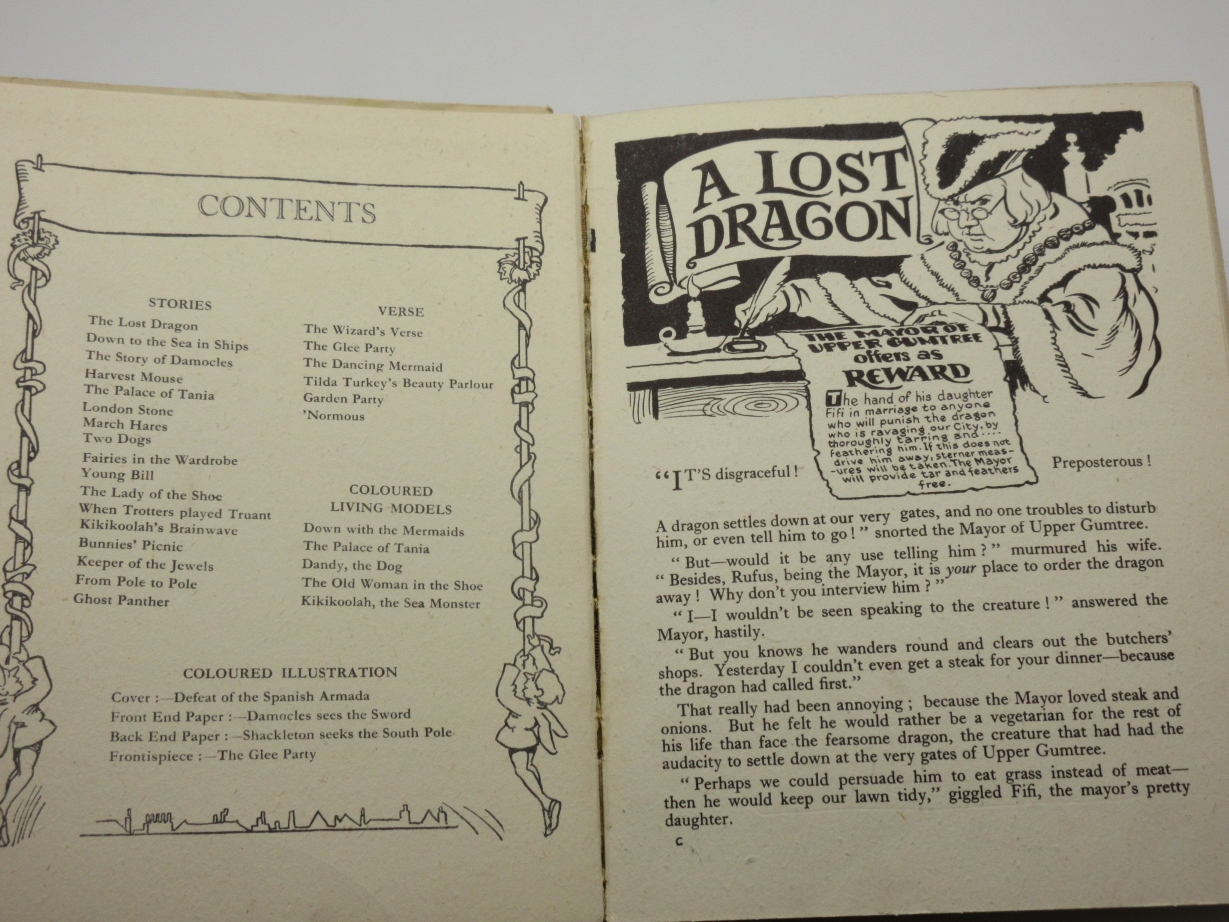 CONTENTS
STORIES
The Lost Dragon
Down to the Sea in Ships
The Story of Damocles
Harvest Mouse
The Palace of Tania
London Stone
March Hares
Two Dogs
Fairies in the Wardrobe
Young Bill
The Lady of the Shoe
When Trotters played Truant
Kikikoolah's Brainwave
Bunnies' Picnic
Keeper of the Jewels
From Pole to Pole
Ghost Panther
VERSE
The Wizard's Verse
The Glee Party
The Dancing Mermaid
Tilda Turkey's Beauty Parlour
Garden Party
'Normous
COLOURED
LIVING MODELS
Down with the Mermaids
The Palace of Tania
Dandy, the Dog
The Old Woman in the Shoe
Kikikoolah, the Sea Monster
COLOURED ILLUSTRATION
Cover :—Defeat of the Spanish Armada
Front End Paper :—Damocles sees the Sword
Back End Paper :—Shackleton seeks the South Pole
Frontispiece :—The Glee Party
A LOST
DRAGON
THE MAYOR OF
UPPER GUMTREE
offers as
REWARD
The hand of his daughter
Fifi in marriage to anyone
who will punish the dragon
who is ravaging our City, by
thoroughly tarring and ....
feathering him. If this does not
drive him away, sterner meas-
-ures will be taken. The Mayor
will provide tar and feathers
free.
“IT'S disgraceful ! Preposterous !
A dragon settles down at our very gates, and no one troubles to disturb
him, or even tell him to go ! ” snorted the Mayor of Upper Gumtree.
“ But—would it be any use telling him ? ” murmured his wife.
“ Besides, Rufus, being the Mayor, it is your place to order the dragon
away ! Why don't you interview him ? ”
“ I—I wouldn't be seen speaking to the creature ! ” answered the
Mayor, hastily.
“ But you knows he wanders round and clears out the butchers'
shops. Yesterday I couldn't even get a steak for your dinner—because
the dragon had called first.”
That really had been annoying ; because the Mayor loved steak and
onions. But he felt he would rather be a vegetarian for the rest of
his life than face the fearsome dragon, the creature that had had the
audacity to settle down at the very gates of Upper Gumtree.
“ Perhaps we could persuade him to eat grass instead of meat—
then he would keep our lawn tidy,” giggled Fifi, the mayor's pretty
daughter.
C